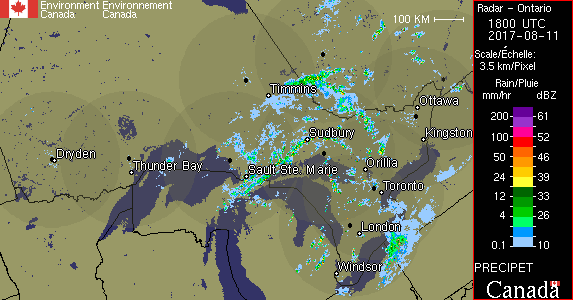 Environment Environnement
Canada Canada
100 KM
Timmins
Ottawa
Sudbury
Kingston
Dryden
Thunder Bay
Sault Ste. Marie
Orillia
Toronto
London
Windsor
Radar - Ontario
1800 UTC
2017-08-11
Scale/Échelle:
3.5 km/Pixel
Rain/Pluie
mm/hr dBZ
200 61
100 52
50 46
24 39
12 33
4 26
0.1 10
PRECIPET
Canada